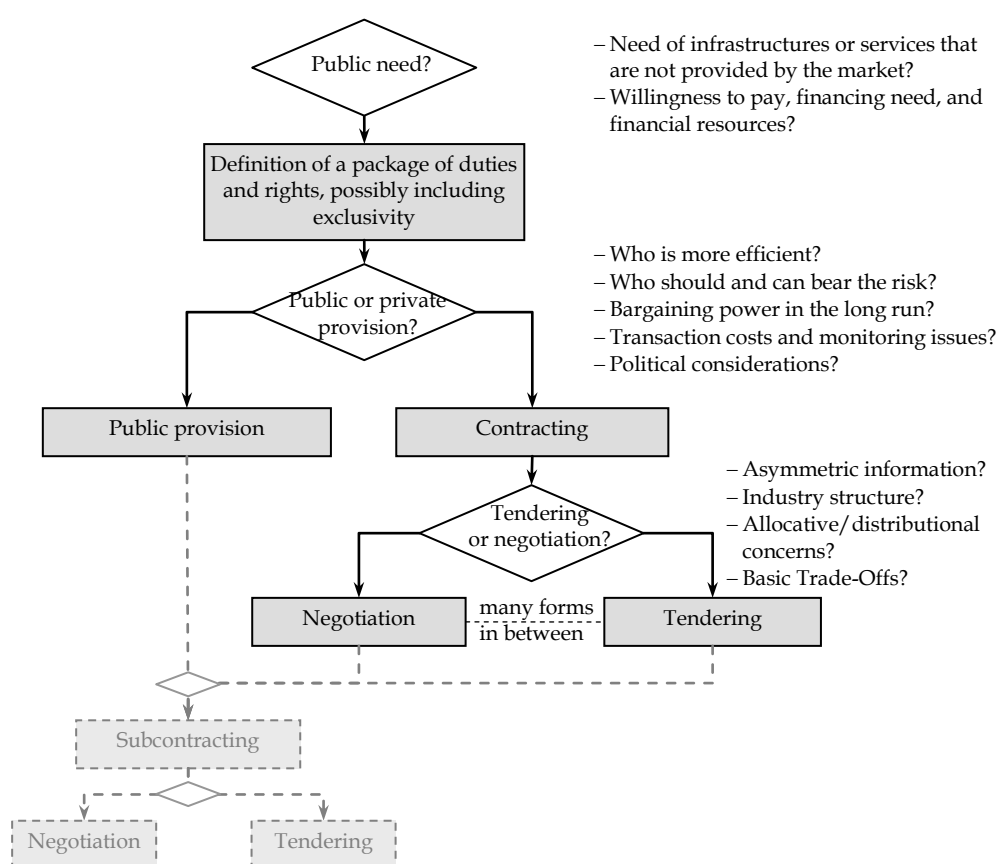 Public need?
– Need of infrastructures or services that
are not provided by the market?
– Willingness to pay, financing need, and
financial resources?
Definition of a package of duties
and rights, possibly including
exclusivity
Public or private
provision?
– Who is more efficient?
– Who should and can bear the risk?
– Bargaining power in the long run?
– Transaction costs and monitoring issues?
– Political considerations?
Public provision
Contracting
Tendering
or negotiation?
– Asymmetric information?
– Industry structure?
– Allocative/distributional
concerns?
– Basic Trade-Offs?
Negotiation
many forms
in between
Tendering
Subcontracting
Negotiation
Tendering